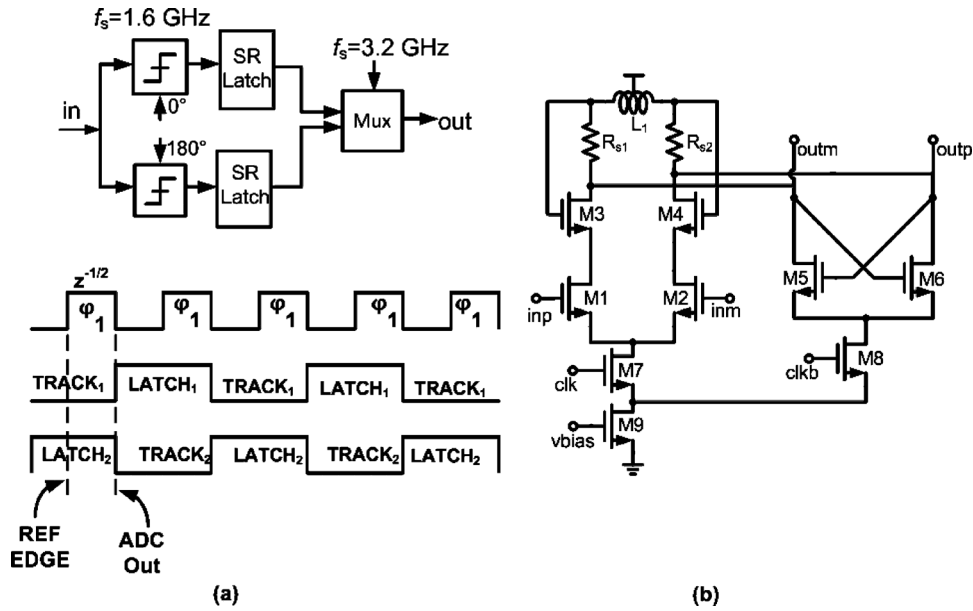 fs=1.6 GHz
SR
Latch
fs=3.2 GHz
in
0°
Mux
out
180°
SR
Latch
z-1/2
φ1 φ1 φ1 φ1 φ1
TRACK1 LATCH1 TRACK1 LATCH1 TRACK1
LATCH2 TRACK2 LATCH2 TRACK2 LATCH2
REF
EDGE
ADC
Out
(a)
L1
Rs1
Rs2
outm
outp
M3
M4
M5
M6
inp
M1
M2
inm
M7
clk
M8
clkb
M9
vbias
(b)